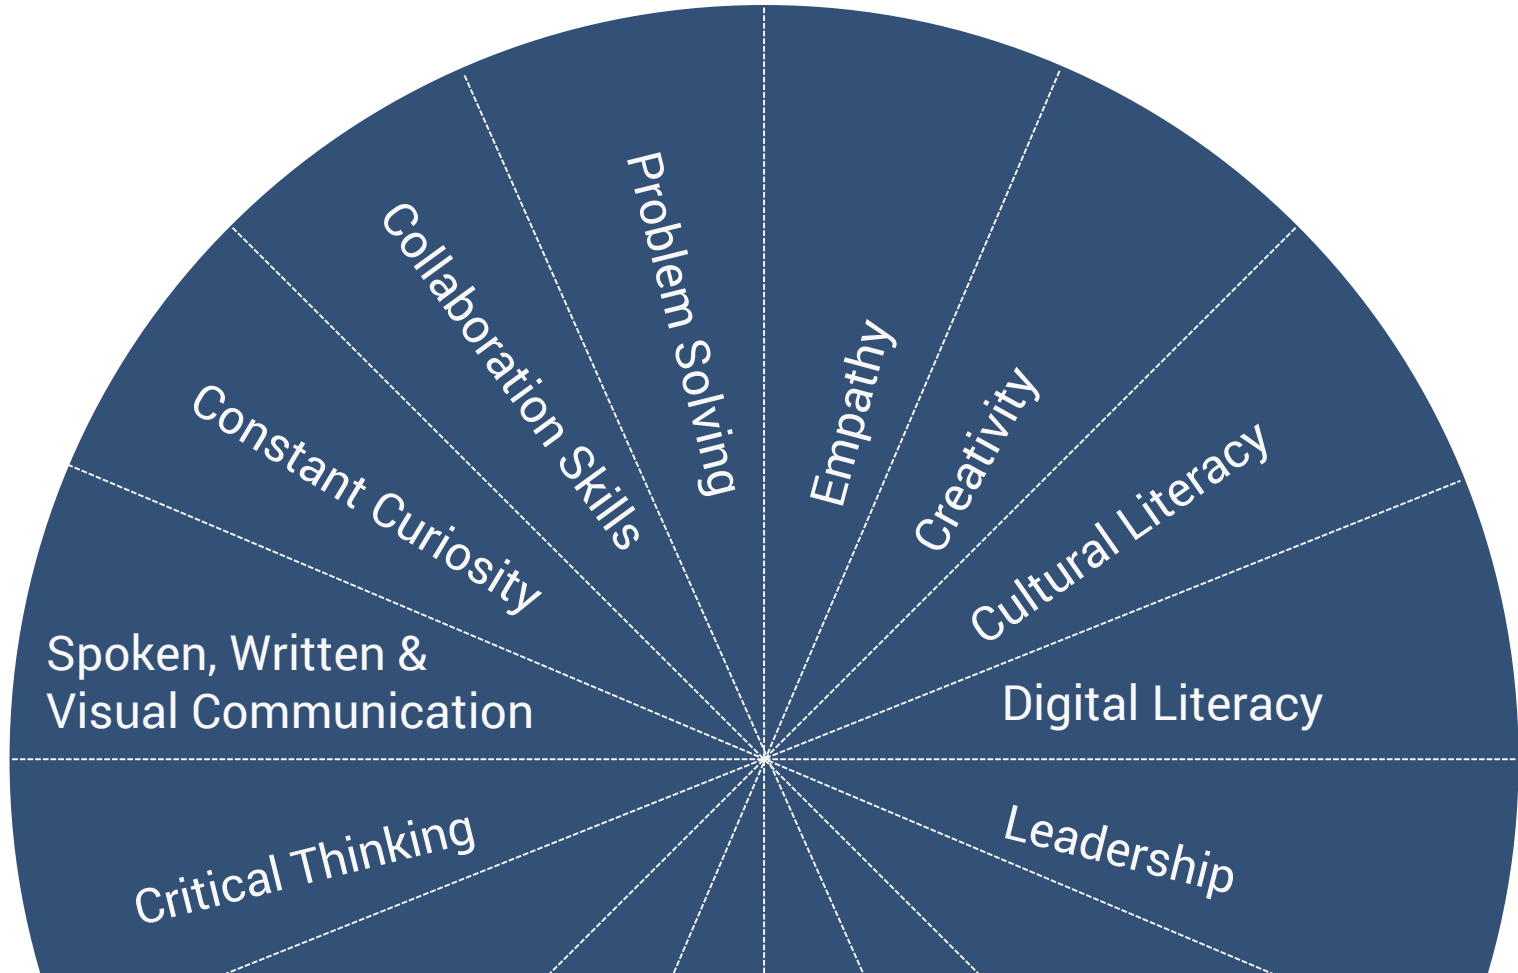 Problem Solving
Empathy
Collaboration Skills
Creativity
Constant Curiosity
Cultural Literacy
Spoken, Written &
Visual Communication
Digital Literacy
Critical Thinking
Leadership